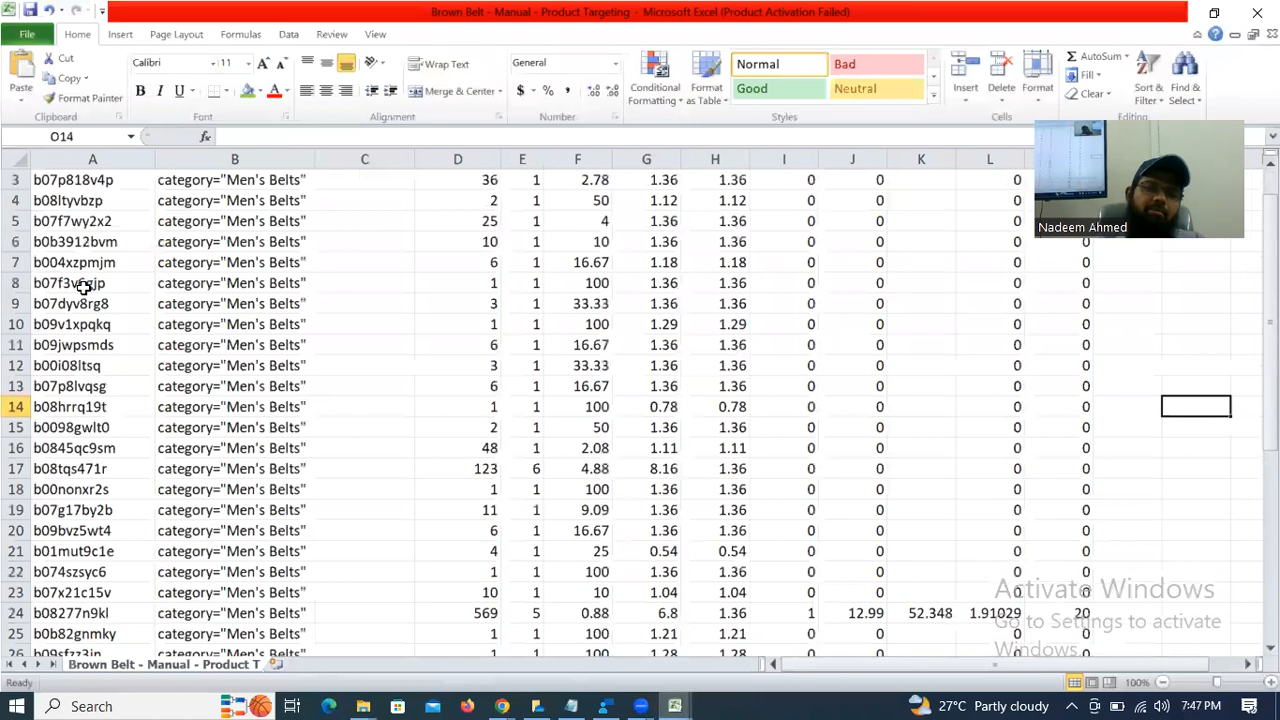 Brown Belt - Manual - Product Targeting - Microsoft Excel (Product Activation Failed)
File Home Insert Page Layout Formulas Data Review View
Paste Cut Copy Format Painter Clipboard
Calibri 11 B I U Font
Wrap Text Merge & Center Alignment
General $ % , Number
Conditional Formatting Format as Table Normal Bad Good Neutral Styles
Insert Delete Format Cells
AutoSum Fill Clear Sort & Filter Find & Select Editing
O14 fx
A B C D E F G H I J K L
3 b07p818v4p category="Men's Belts" 36 1 2.78 1.36 1.36 0 0 0
4 b08ltyvbzp category="Men's Belts" 2 1 50 1.12 1.12 0 0 0
5 b07f7wy2x2 category="Men's Belts" 25 1 4 1.36 1.36 0 0 0
6 b0b3912bvm category="Men's Belts" 10 1 10 1.36 1.36 0 0 0 0
7 b004xzpmjm category="Men's Belts" 6 1 16.67 1.18 1.18 0 0 0 0
8 category="Men's Belts" 1 1 100 1.36 1.36 0 0 0 0
9 b07dyv8rg8 category="Men's Belts" 3 1 33.33 1.36 1.36 0 0 0 0
10 b09v1xpqkq category="Men's Belts" 1 1 100 1.29 1.29 0 0 0 0
11 b09jwpsmds category="Men's Belts" 6 1 16.67 1.36 1.36 0 0 0 0
12 b00i08ltsq category="Men's Belts" 3 1 33.33 1.36 1.36 0 0 0 0
13 b07p8lvqsg category="Men's Belts" 6 1 16.67 1.36 1.36 0 0 0 0
14 b08hrrq19t category="Men's Belts" 1 1 100 0.78 0.78 0 0 0 0
15 b0098gwlt0 category="Men's Belts" 2 1 50 1.36 1.36 0 0 0 0
16 b0845qc9sm category="Men's Belts" 48 1 2.08 1.11 1.11 0 0 0 0
17 b08tqs471r category="Men's Belts" 123 6 4.88 8.16 1.36 0 0 0 0
18 b00nonxr2s category="Men's Belts" 1 1 100 1.36 1.36 0 0 0 0
19 b07g17by2b category="Men's Belts" 11 1 9.09 1.36 1.36 0 0 0 0
20 b09bvz5wt4 category="Men's Belts" 6 1 16.67 1.36 1.36 0 0 0 0
21 b01mut9c1e category="Men's Belts" 4 1 25 0.54 0.54 0 0 0 0
22 b074szsyc6 category="Men's Belts" 1 1 100 1.36 1.36 0 0 0 0
23 b07x21c15v category="Men's Belts" 10 1 10 1.04 1.04 0 0 0 0
24 b08277n9kl category="Men's Belts" 569 5 0.88 6.8 1.36 1 12.99 52.348 1.91029 20
25 b0b82gnmky category="Men's Belts" 1 1 100 1.21 1.21 0 0 0 0
category="Men's Belts" 1 1 100 1.28 1.28 0 0 0 0
Nadeem Ahmed
Activate Windows
Go to Settings to activate
Windows.
Brown Belt - Manual - Product T
Ready 100%
Search 27°C Partly cloudy 7:47 PM